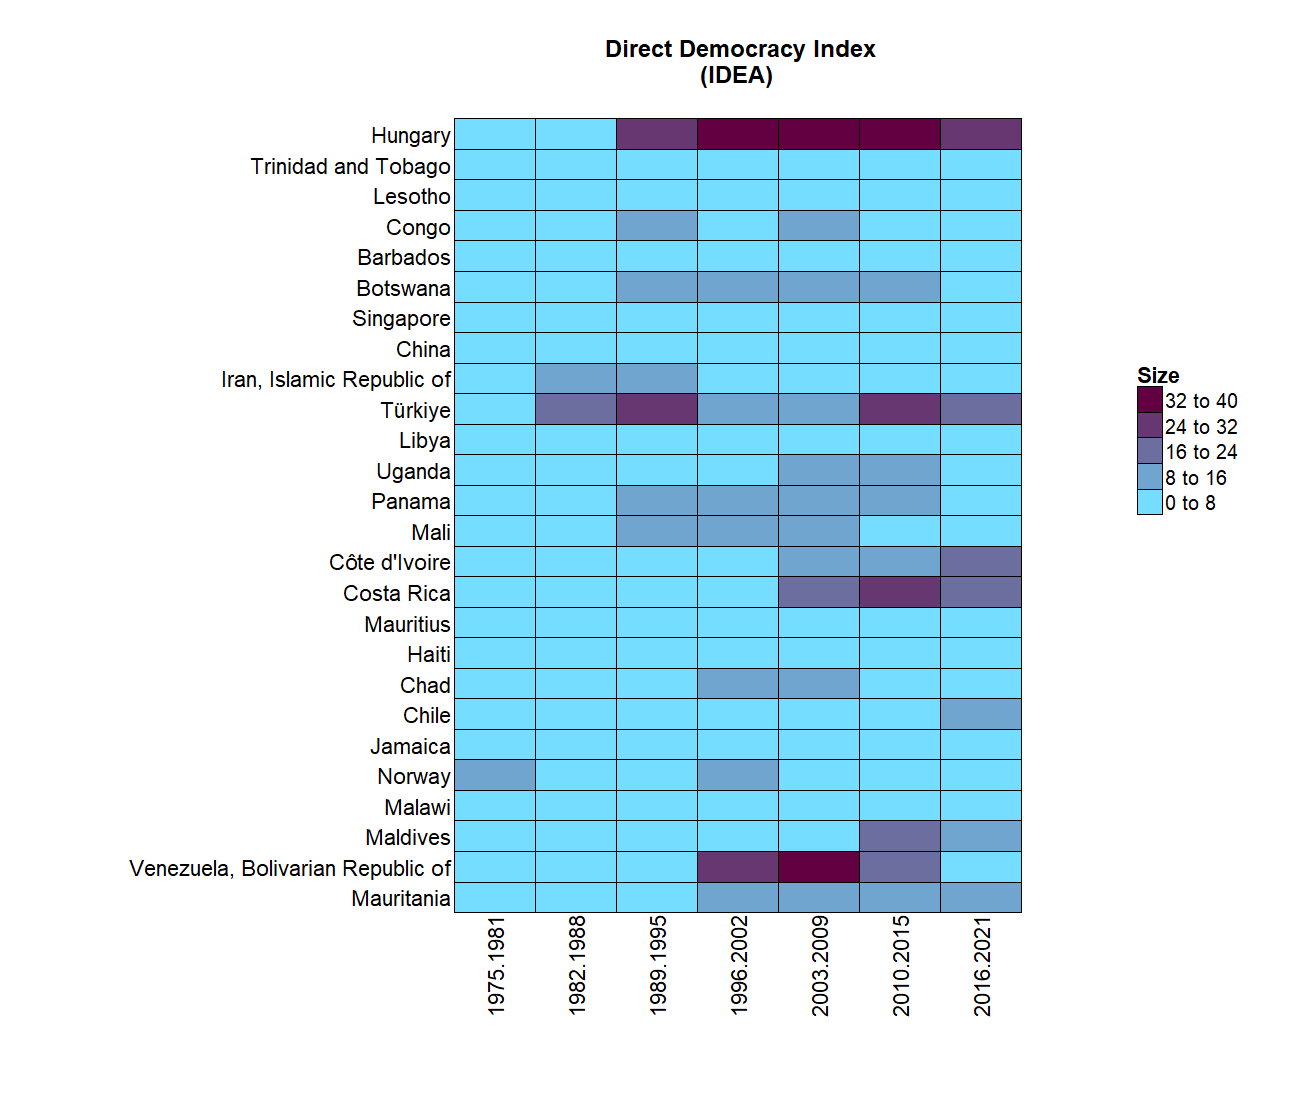 Direct Democracy Index
(IDEA)
Hungary
Trinidad and Tobago
Lesotho
Congo
Barbados
Botswana
Singapore
China
Iran, Islamic Republic of
Türkiye
Libya
Uganda
Panama
Mali
Côte d'Ivoire
Costa Rica
Mauritius
Haiti
Chad
Chile
Jamaica
Norway
Malawi
Maldives
Venezuela, Bolivarian Republic of
Mauritania
1975.1981
1982.1988
1989.1995
1996.2002
2003.2009
2010.2015
2016.2021
Size
32 to 40
24 to 32
16 to 24
8 to 16
0 to 8